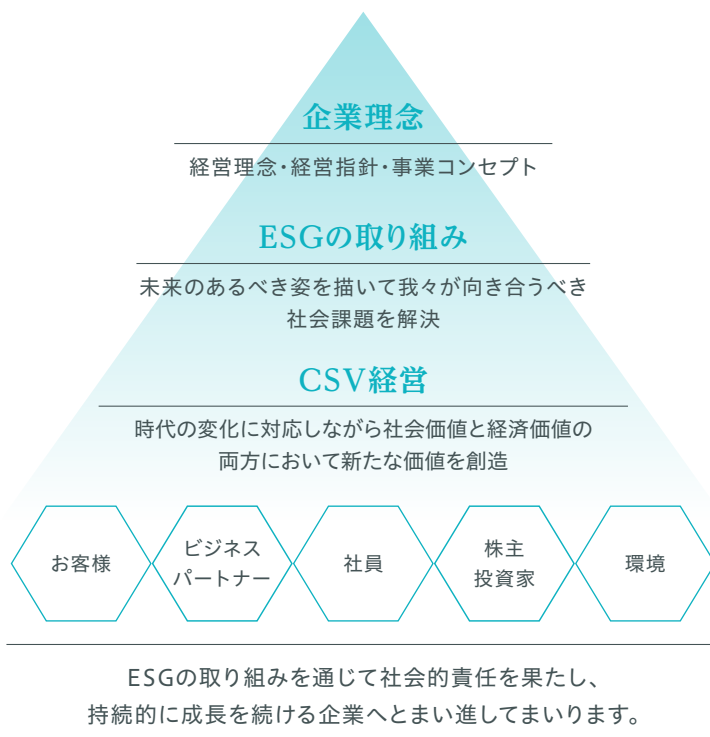 企業理念
経営理念・経営指針・事業コンセプト
ESGの取り組み
未来のあるべき姿を描いて我々が向き合うべき
社会課題を解決
CSV経営
時代の変化に対応しながら社会価値と経済価値の
両方において新たな価値を創造
お客様
ビジネス
パートナー
社員
株主
投資家
環境
ESGの取り組みを通じて社会的責任を果たし、
持続的に成長を続ける企業へとまい進してまいります。